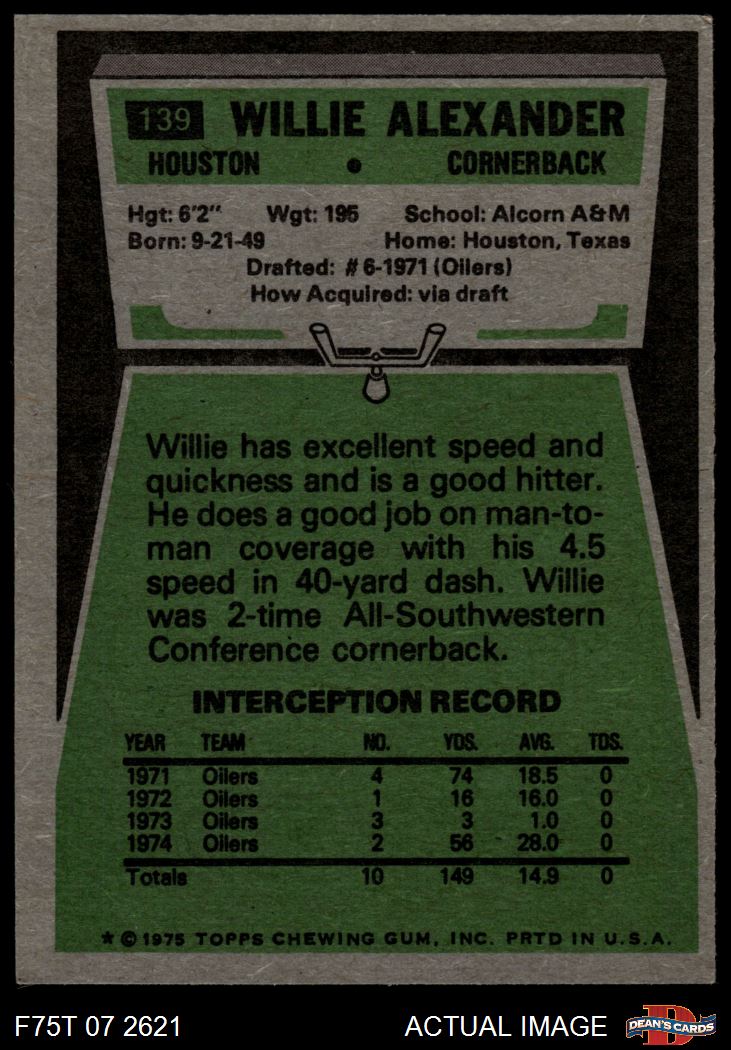 139 WILLIE ALEXANDER
HOUSTON • CORNERBACK
Hgt: 6'2" Wgt: 195 School: Alcorn A&M
Born: 9-21-49 Home: Houston, Texas
Drafted: #6-1971 (Oilers)
How Acquired: via draft
Willie has excellent speed and
quickness and is a good hitter.
He does a good job on man-to-
man coverage with his 4.5
speed in 40-yard dash. Willie
was 2-time All-Southwestern
Conference cornerback.
INTERCEPTION RECORD
YEAR TEAM NO. YDS. AVG. TDS.
1971 Oilers 4 74 18.5 0
1972 Oilers 1 16 16.0 0
1973 Oilers 3 3 1.0 0
1974 Oilers 2 56 28.0 0
Totals 10 149 14.9 0
★ © 1975 TOPPS CHEWING GUM, INC. PRTD IN U.S.A.
F75T 07 2621 ACTUAL IMAGE DEAN'S CARDS